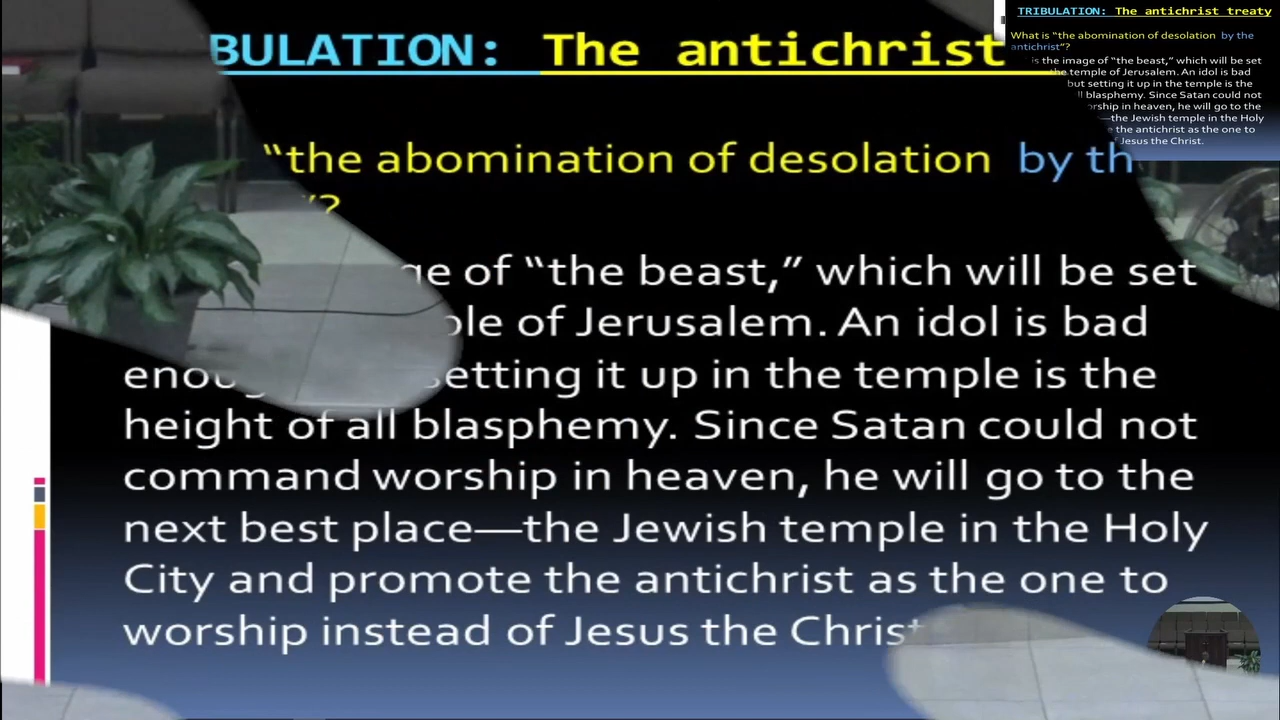 BULATION: The antichrist
"the abomination of desolation by th
"?
ge of "the beast," which will be set
ple of Jerusalem. An idol is bad
enou setting it up in the temple is the
height of all blasphemy. Since Satan could not
command worship in heaven, he will go to the
next best place—the Jewish temple in the Holy
City and promote the antichrist as the one to
worship instead of Jesus the Christ
TRIBULATION: The antichrist treaty
What is "the abomination of desolation by the
antichrist"?
is the image of "the beast," which will be set
the temple of Jerusalem. An idol is bad
but setting it up in the temple is the
all blasphemy. Since Satan could not
orship in heaven, he will go to the
—the Jewish temple in the Holy
the antichrist as the one to
Jesus the Christ.